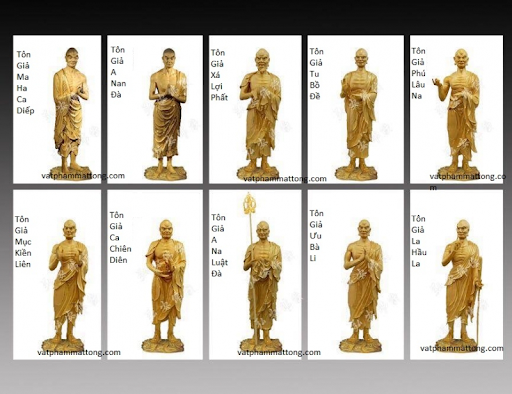 Tôn
Giả
Ma
Ha
Ca
Diếp
vatphammattong.com
Tôn
Giả
A
Nan
Đà
Tôn
Giả
Xá
Lợi
Phất
vatphammattong.com
Tôn
Giả
Tu
Bồ
Đề
Tôn
Giả
Phú
Lâu
Na
vatphammattong.co
m
Tôn
Giả
Mục
Kiền
Liên
vatphammattong.com
Tôn
Giả
Ca
Chiên
Diên
Tôn
Giả
A
Na
Luật
Đà
vatphammattong.com
Tôn
Giả
Ưu
Bà
Li
Tôn
Giả
La
Hầu
La
vatphammattong.com